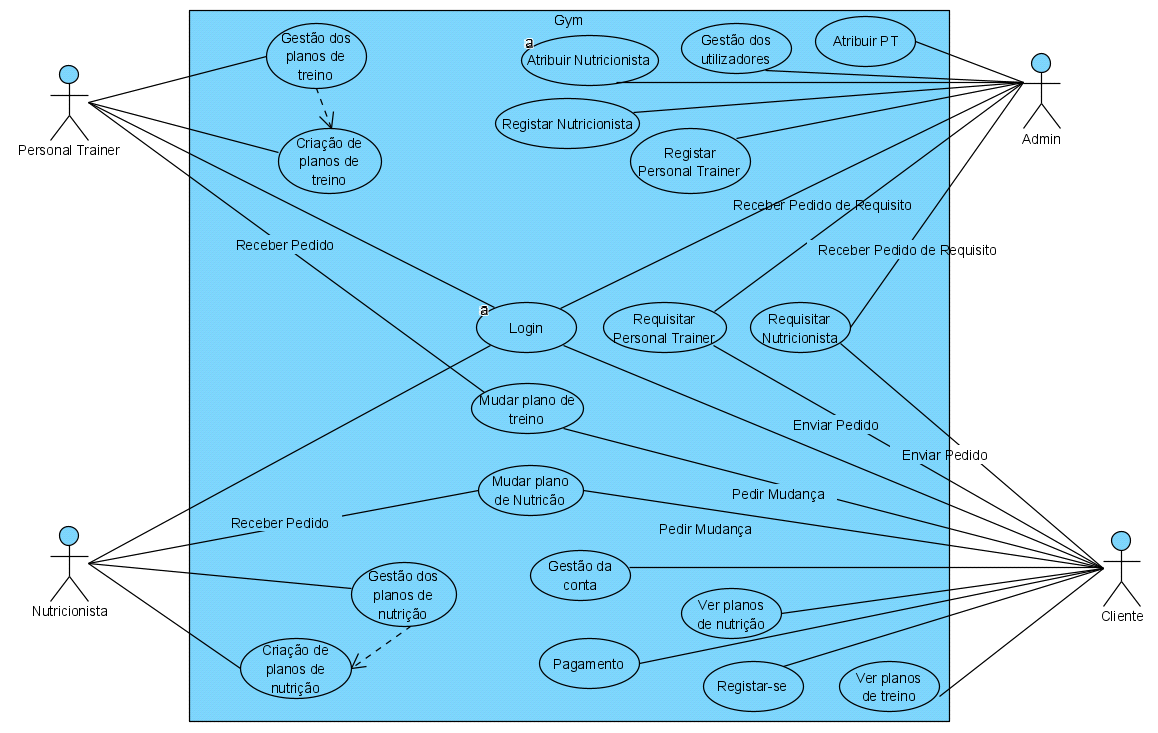 Gym
Gestão dos
planos de
treino
a
Atribuir Nutricionista
Gestão dos
utilizadores
Atribuir PT
Registar Nutricionista
Criação de
planos de
treino
Registar
Personal Trainer
Personal Trainer
Admin
Receber Pedido de Requisito
Receber Pedido
Receber Pedido de Requisito
a
Login
Requisitar
Personal Trainer
Requisitar
Nutricionista
Mudar plano de
treino
Enviar Pedido
Enviar Pedido
Mudar plano
de Nutricão
Pedir Mudança
Receber Pedido
Pedir Mudança
Gestão da
conta
Gestão dos
planos de
nutrição
Nutricionista
Ver planos
de nutrição
Cliente
Criação de
planos de
nutrição
Pagamento
Registar-se
Ver planos
de treino